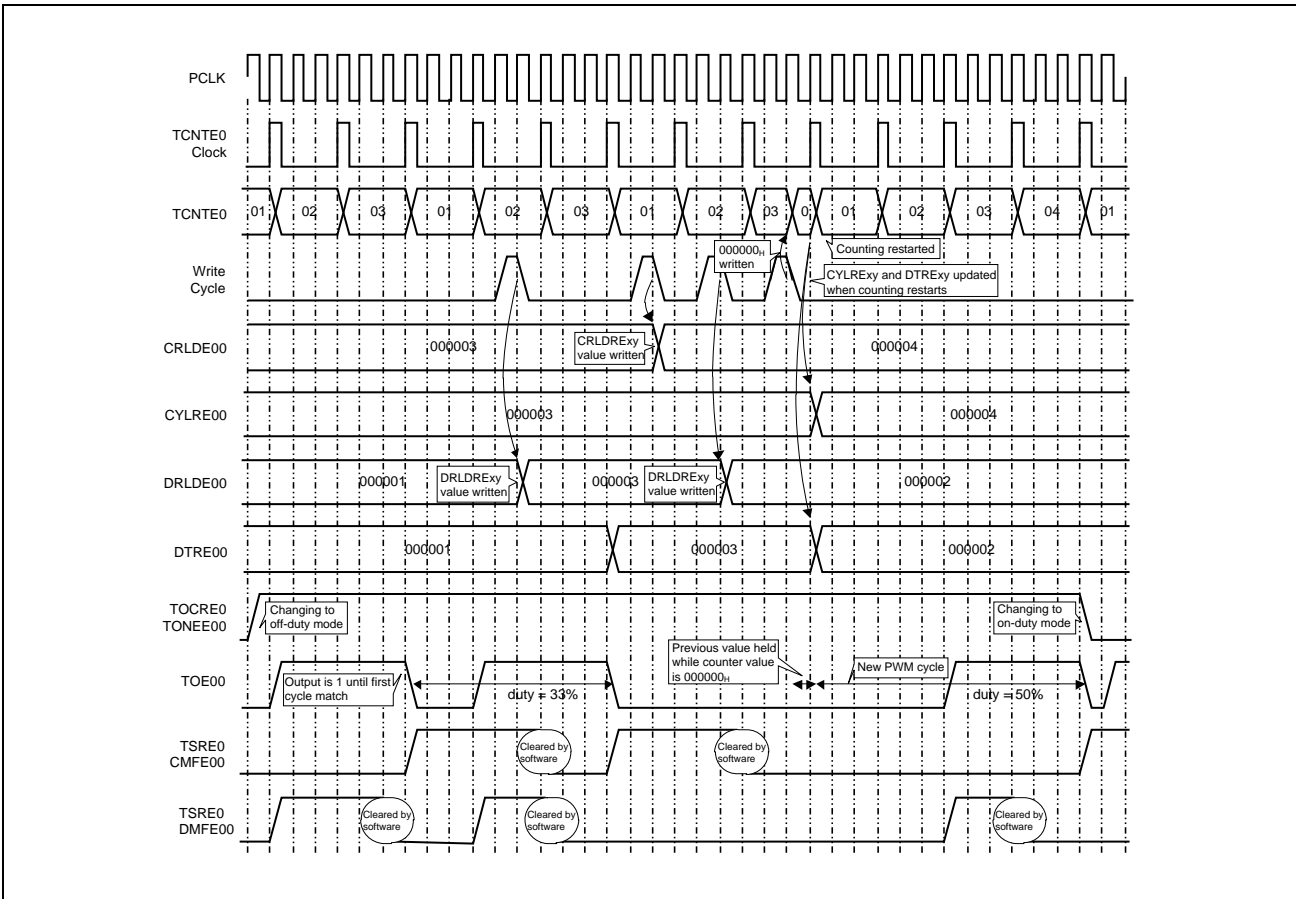 PCLK
TCNTE0
Clock
TCNTE0
01 02 03 01 02 03 01 02 03 0 01 02 03 04 01
000000H
written
Counting restarted
Write
Cycle
CYLRExy and DTRExy updated
when counting restarts
CRLDE00
000003
CRLDRExy
value written
000004
CYLRE00
000003
000004
DRLDE00
000001
DRLDRExy
value written
000003
DRLDRExy
value written
000002
DTRE00
000001
000003
000002
TOCRE0
TONEE00
Changing to
off-duty mode
Changing to
on-duty mode
Previous value held
while counter value
is 000000H
New PWM cycle
TOE00
Output is 1 until first
cycle match
duty = 33%
duty = 50%
TSRE0
CMFE00
Cleared by
software
Cleared by
software
TSRE0
DMFE00
Cleared by
software
Cleared by
software
Cleared by
software